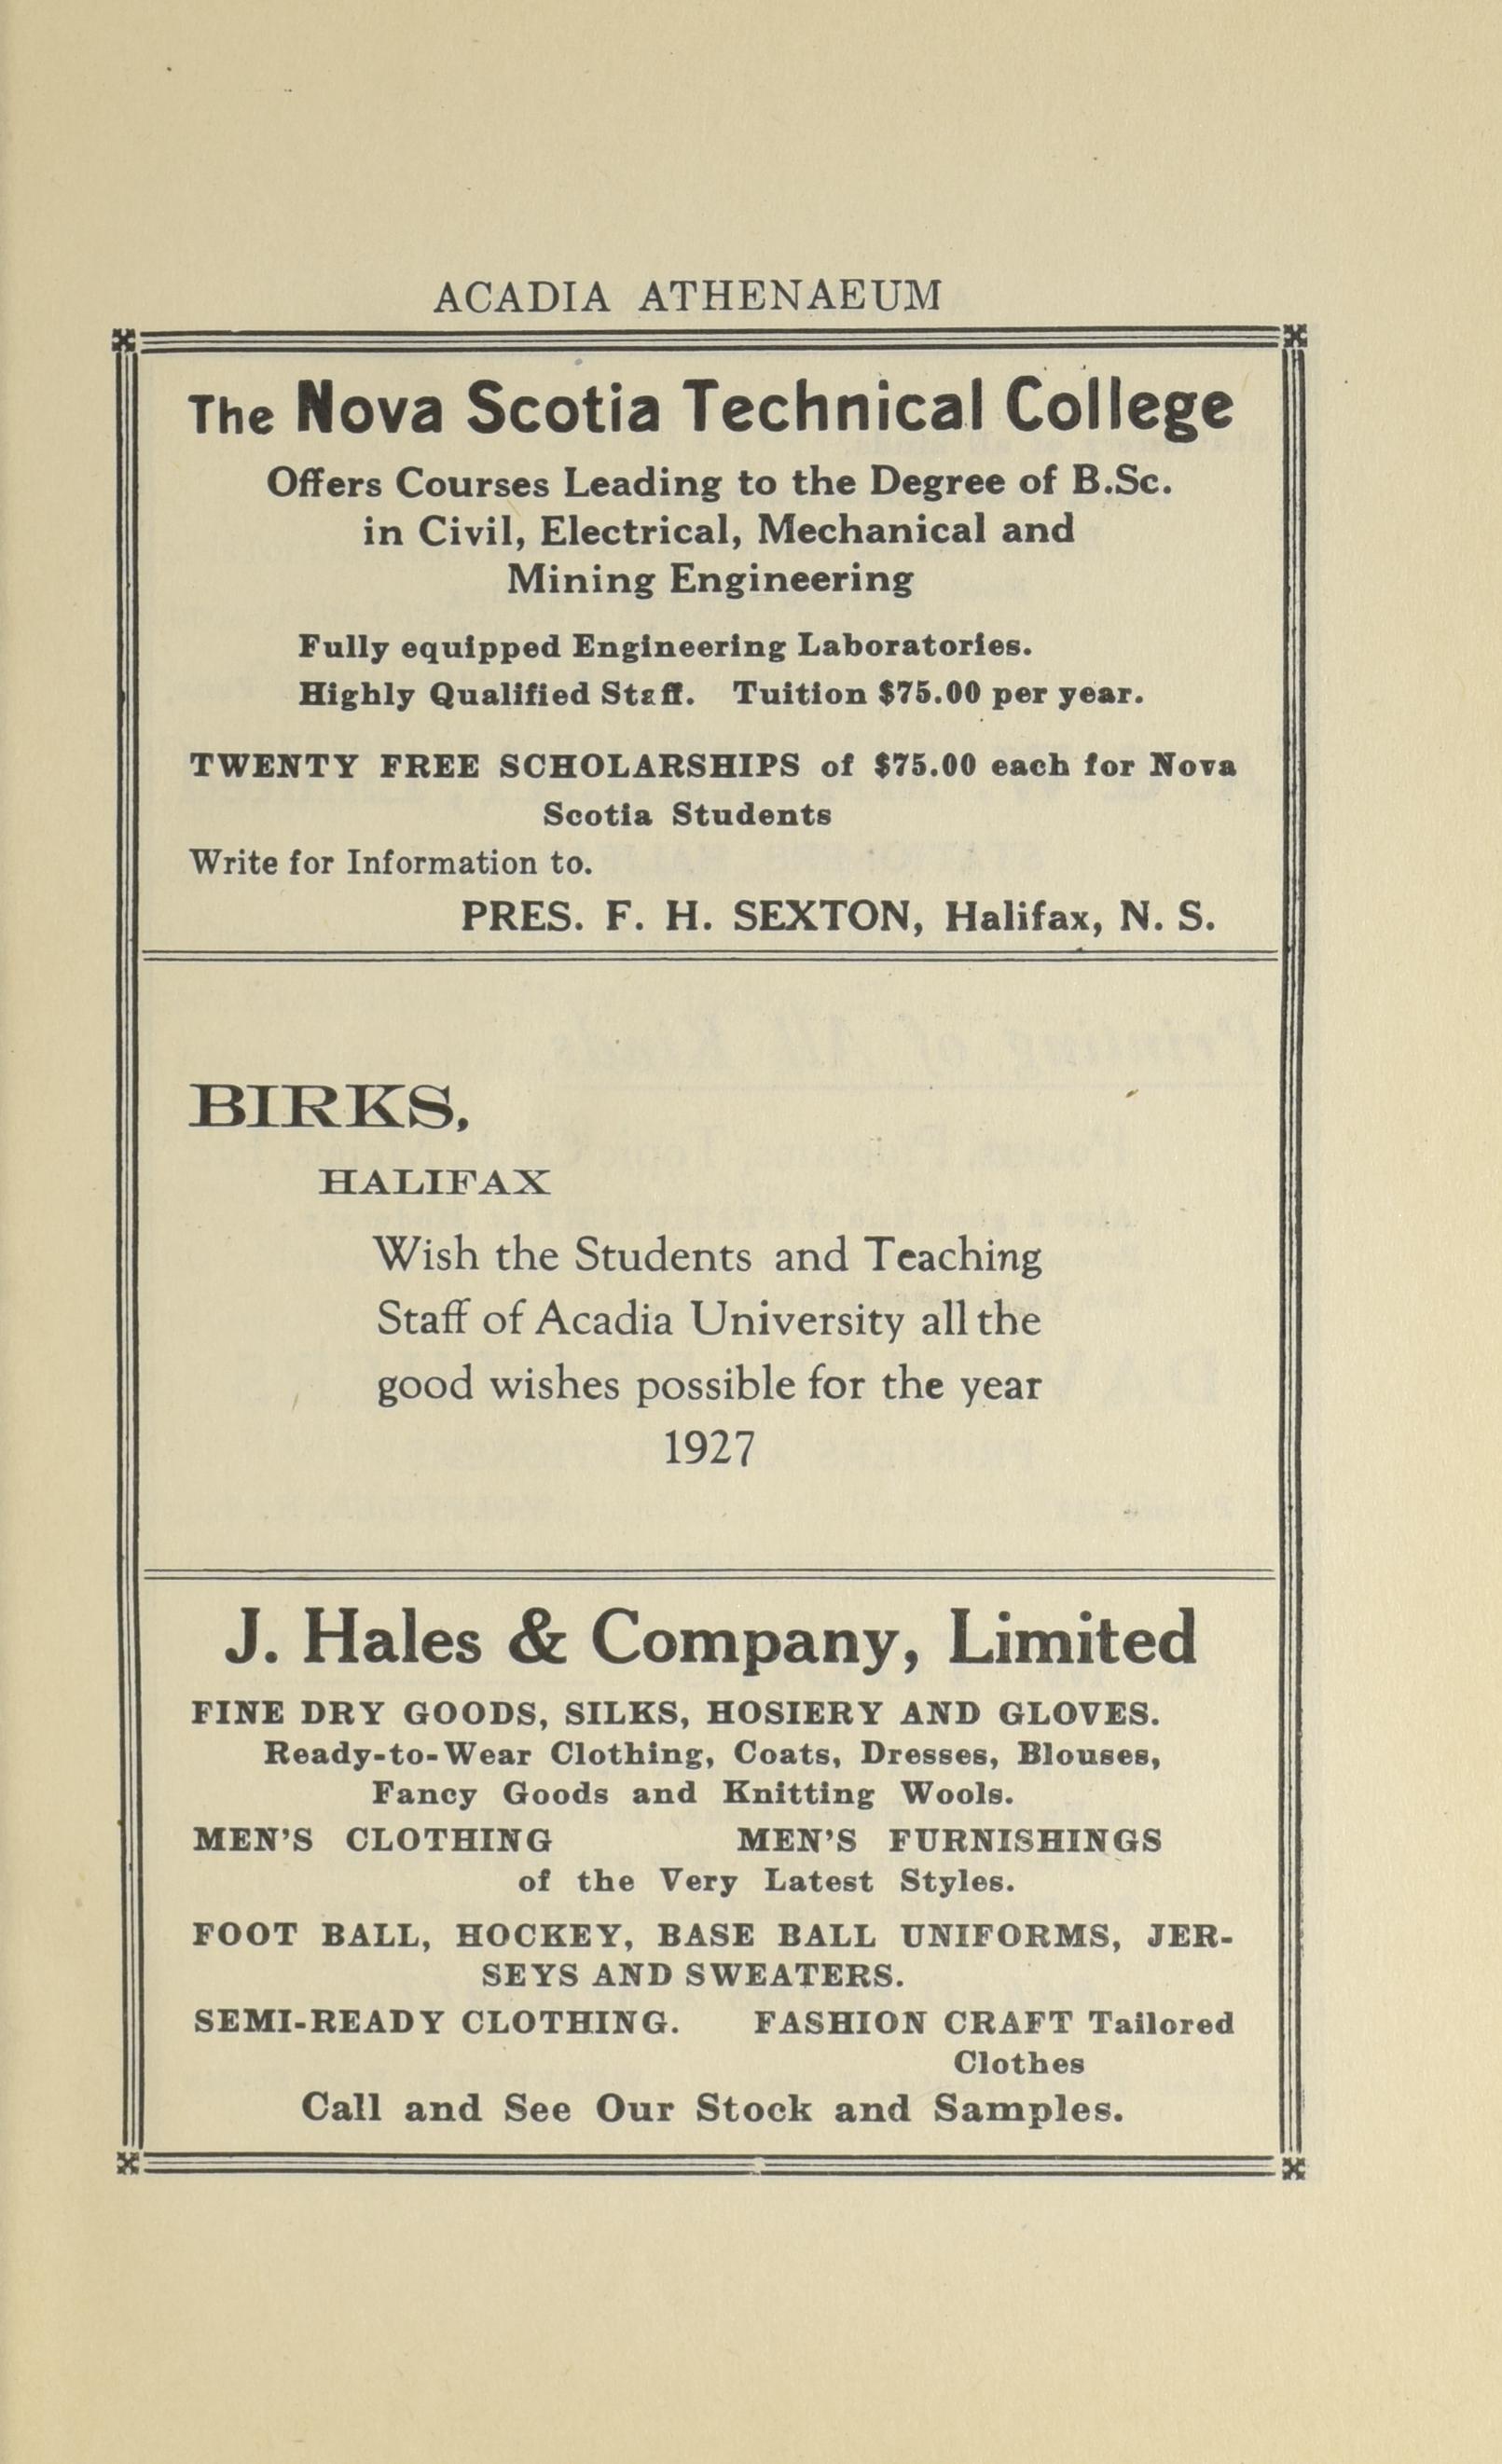 ACADIA ATHENAEUM
The Nova Scotia Technical College
Offers Courses Leading to the Degree of B.Sc.
in Civil, Electrical, Mechanical and
Mining Engineering
Fully equipped Engineering Laboratories.
Highly Qualified Staff. Tuition $75.00 per year.
TWENTY FREE SCHOLARSHIPS of $75.00 each for Nova
Scotia Students
Write for Information to.
PRES. F. H. SEXTON, Halifax, N. S.
BIRKS,
HALIFAX
Wish the Students and Teaching
Staff of Acadia University all the
good wishes possible for the year
1927
J. Hales & Company, Limited
FINE DRY GOODS, SILKS, HOSIERY AND GLOVES.
Ready-to-Wear Clothing, Coats, Dresses, Blouses,
Fancy Goods and Knitting Wools.
MEN'S CLOTHING MEN'S FURNISHINGS
of the Very Latest Styles.
FOOT BALL, HOCKEY, BASE BALL UNIFORMS, JER-
SEYS AND SWEATERS.
SEMI-READY CLOTHING. FASHION CRAFT Tailored
Clothes
Call and See Our Stock and Samples.